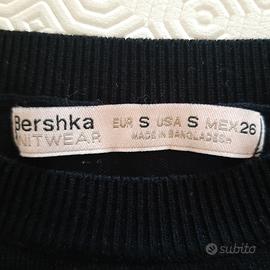 Bershka EUR S USA S MEX 26
KNITWEAR MADE IN BANGLADESH
subito